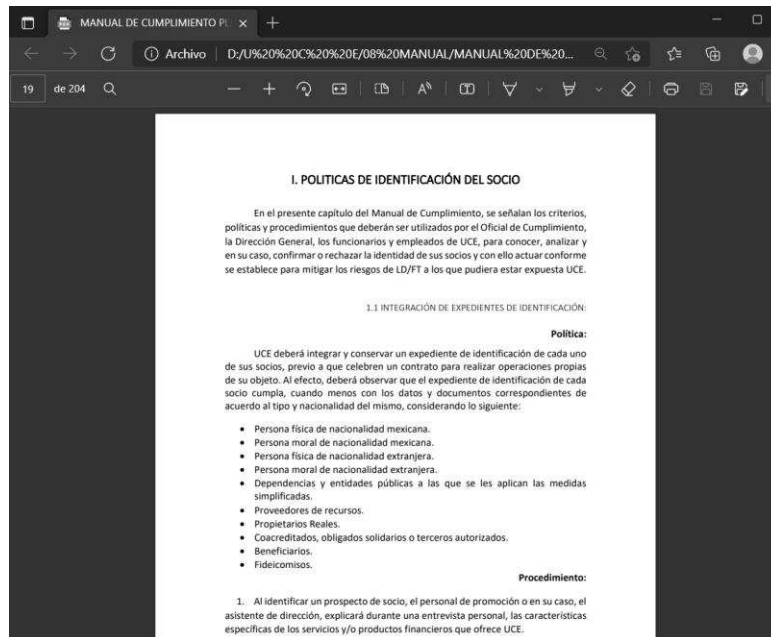 MANUAL DE CUMPLIMIENTO PL
Archivo D:/U%20%20C%20%20E/08%20MANUAL/MANUAL%20DE%20...
19 de 204
I. POLITICAS DE IDENTIFICACIÓN DEL SOCIO
En el presente capítulo del Manual de Cumplimiento, se señalan los criterios,
políticas y procedimientos que deberán ser utilizados por el Oficial de Cumplimiento,
la Dirección General, los funcionarios y empleados de UCE, para conocer, analizar y
en su caso, confirmar o rechazar la identidad de sus socios y con ello actuar conforme
se establece para mitigar los riesgos de LD/FT a los que pudiera estar expuesta UCE.
1.1 INTEGRACIÓN DE EXPEDIENTES DE IDENTIFICACIÓN:
Política:
UCE deberá integrar y conservar un expediente de identificación de cada uno
de sus socios, previo a que celebren un contrato para realizar operaciones propias
de su objeto. Al efecto, deberá observar que el expediente de identificación de cada
socio cumpla, cuando menos con los datos y documentos correspondientes de
acuerdo al tipo y nacionalidad del mismo, considerando lo siguiente:
• Persona física de nacionalidad mexicana.
• Persona moral de nacionalidad mexicana.
• Persona física de nacionalidad extranjera.
• Persona moral de nacionalidad extranjera.
• Dependencias y entidades públicas a las que se les aplican las medidas
simplificadas.
• Proveedores de recursos.
• Propietarios Reales.
• Coacreditados, obligados solidarios o terceros autorizados.
• Beneficiarios.
• Fideicomisos.
Procedimiento:
1. Al identificar un prospecto de socio, el personal de promoción o en su caso, el
asistente de dirección, explicará durante una entrevista personal, las características
específicas de los servicios y/o productos financieros que ofrece UCE.